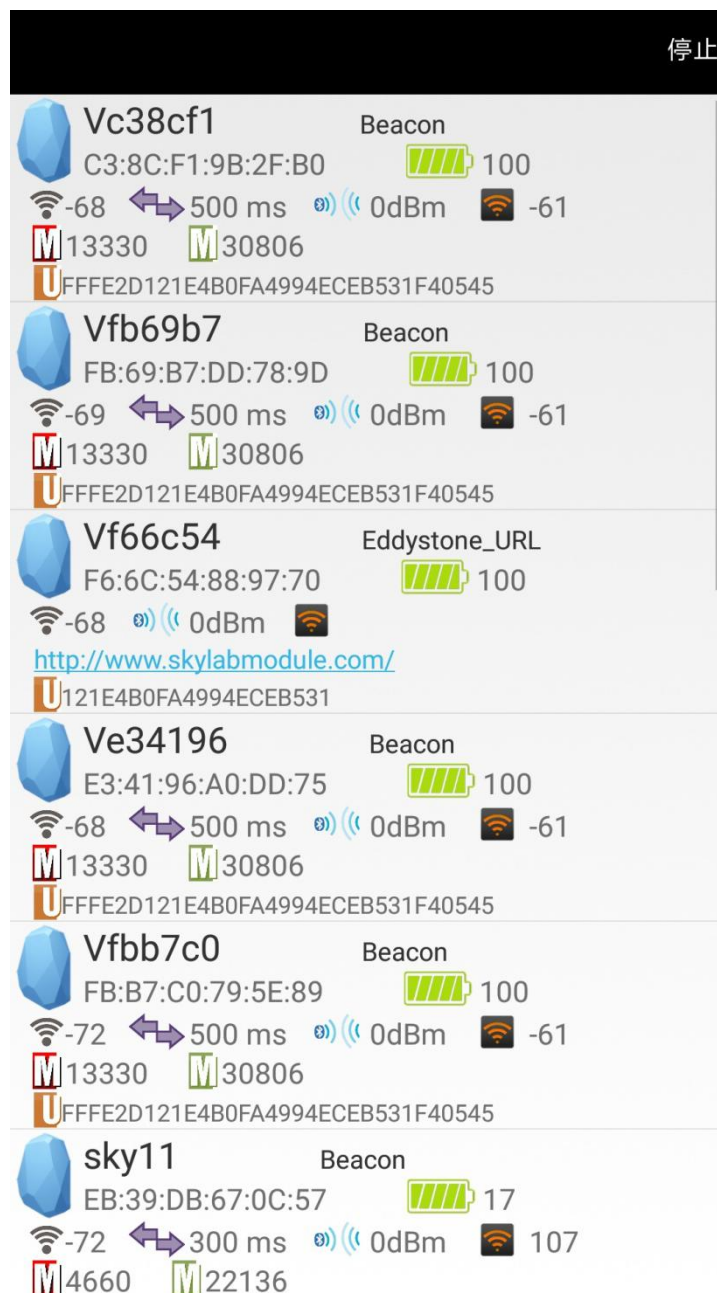 停止
Vc38cf1 Beacon
C3:8C:F1:9B:2F:B0 100
-68 500 ms 0dBm -61
M 13330 M 30806
U FFFE2D121E4B0FA4994ECEB531F40545
Vfb69b7 Beacon
FB:69:B7:DD:78:9D 100
-69 500 ms 0dBm -61
M 13330 M 30806
U FFFE2D121E4B0FA4994ECEB531F40545
Vf66c54 Eddystone_URL
F6:6C:54:88:97:70 100
-68 0dBm
http://www.skylabmodule.com/
U 121E4B0FA4994ECEB531
Ve34196 Beacon
E3:41:96:A0:DD:75 100
-68 500 ms 0dBm -61
M 13330 M 30806
U FFFE2D121E4B0FA4994ECEB531F40545
Vfbb7c0 Beacon
FB:B7:C0:79:5E:89 100
-72 500 ms 0dBm -61
M 13330 M 30806
U FFFE2D121E4B0FA4994ECEB531F40545
sky11 Beacon
EB:39:DB:67:0C:57 17
-72 300 ms 0dBm 107
M 4660 M 22136